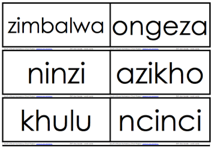 zimbalwa ongeza
ninzi azikho
khulu ncinci